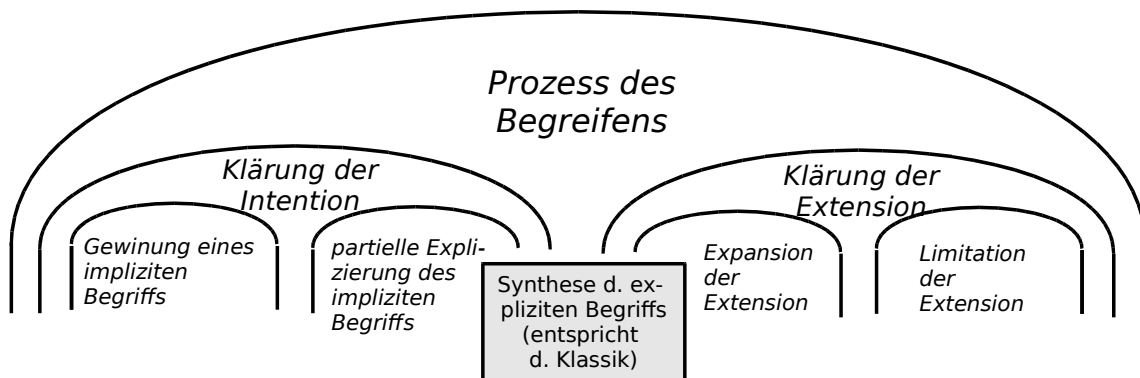 Prozess des
Begreifens
Klärung der
Intention
Klärung der
Extension
Gewinung eines
impliziten
Begriffs
partielle Expli-
zierung des
impliziten
Begriffs
Synthese d. ex-
pliziten Begriffs
(entspricht
d. Klassik)
Expansion
der
Extension
Limitation
der
Extension